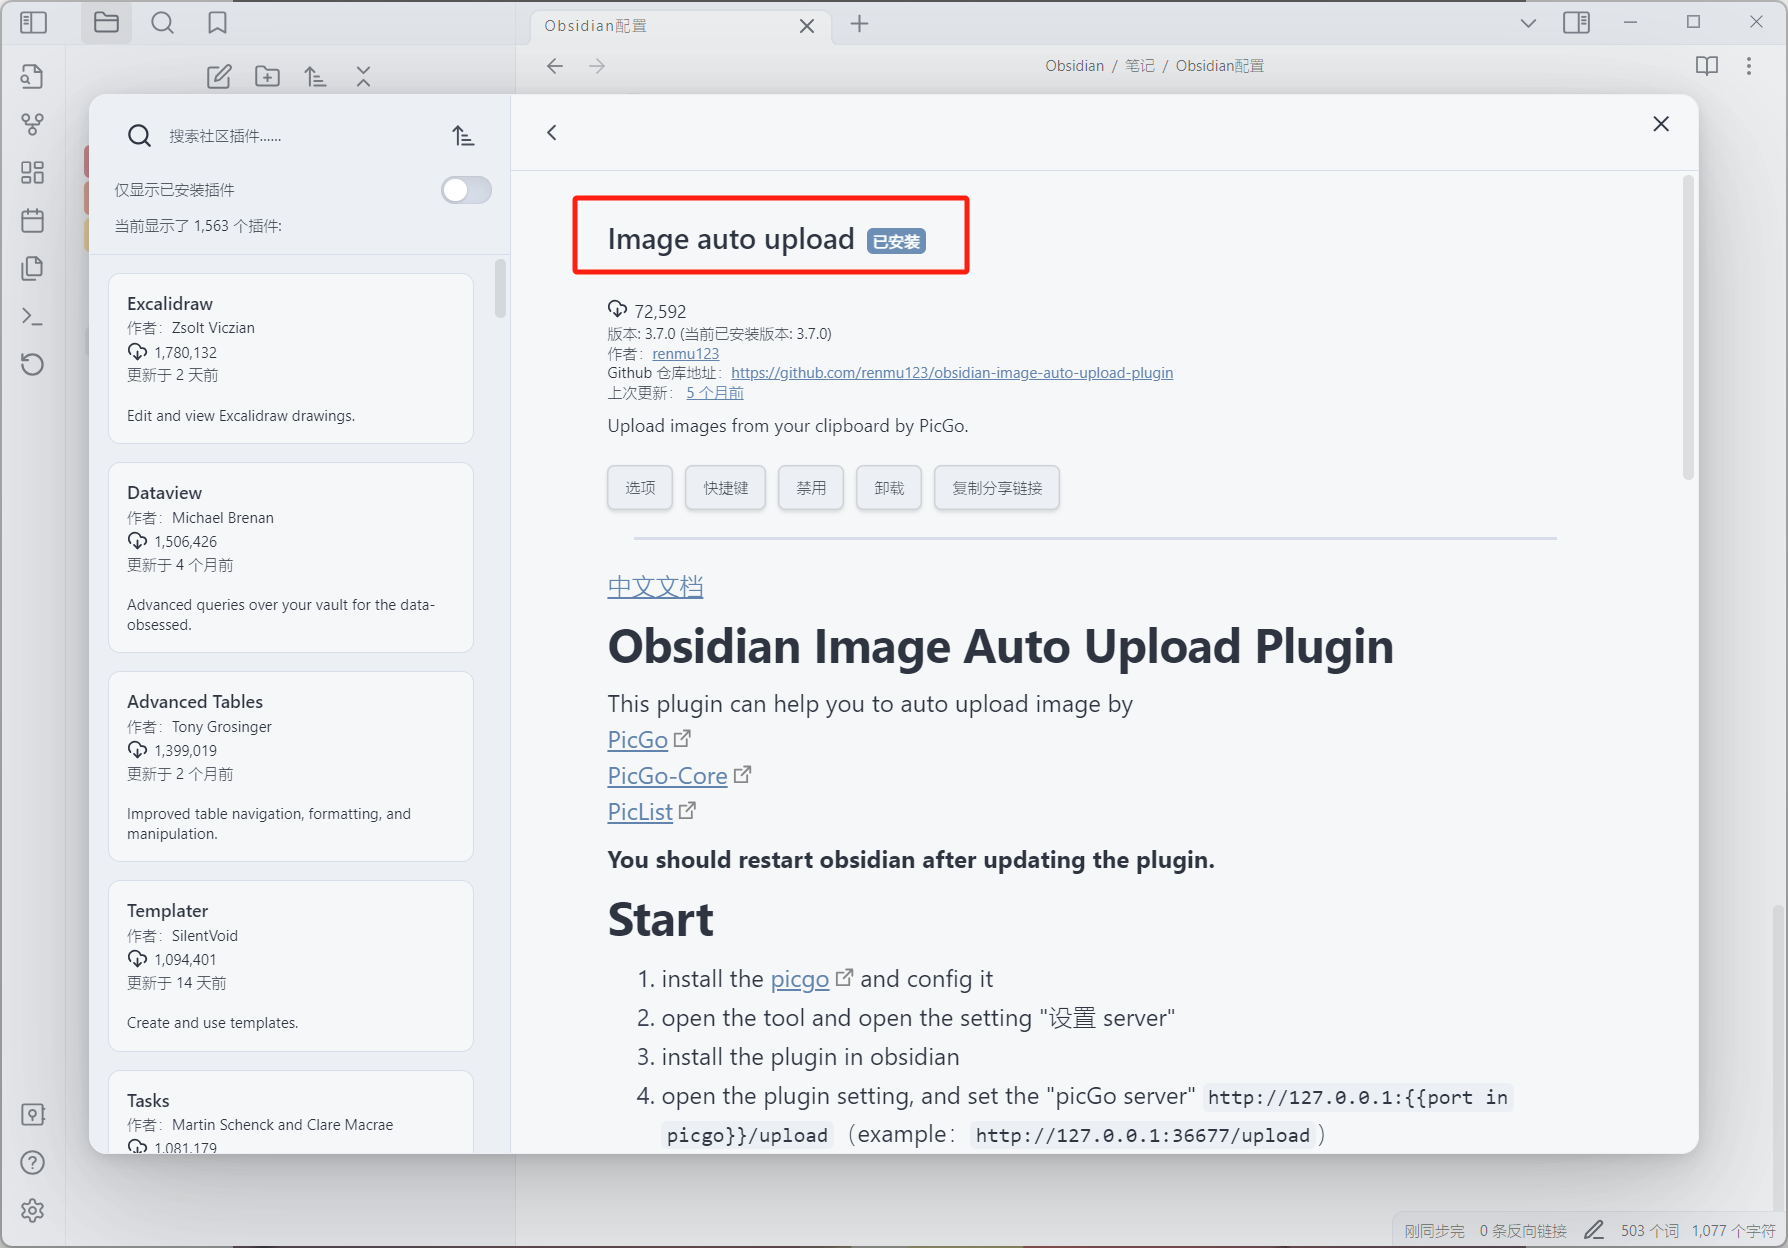 Obsidian配置
Obsidian / 笔记 / Obsidian配置
搜索社区插件......
仅显示已安装插件
当前显示了 1,563 个插件:
Excalidraw
作者： Zsolt Viczian
1,780,132
更新于 2 天前
Edit and view Excalidraw drawings.
Dataview
作者： Michael Brenan
1,506,426
更新于 4 个月前
Advanced queries over your vault for the data-
obsessed.
Advanced Tables
作者： Tony Grosinger
1,399,019
更新于 2 个月前
Improved table navigation, formatting, and
manipulation.
Templater
作者： SilentVoid
1,094,401
更新于 14 天前
Create and use templates.
Tasks
作者： Martin Schenck and Clare Macrae
1,081,179
Image auto upload 已安装
72,592
版本: 3.7.0 (当前已安装版本: 3.7.0)
作者： renmu123
Github 仓库地址： https://github.com/renmu123/obsidian-image-auto-upload-plugin
上次更新： 5 个月前
Upload images from your clipboard by PicGo.
选项 快捷键 禁用 卸载 复制分享链接
中文文档
Obsidian Image Auto Upload Plugin
This plugin can help you to auto upload image by
PicGo
PicGo-Core
PicList
You should restart obsidian after updating the plugin.
Start
1. install the picgo and config it
2. open the tool and open the setting "设置 server"
3. install the plugin in obsidian
4. open the plugin setting, and set the "picGo server" http://127.0.0.1:{{port in
picgo}}/upload （example： http://127.0.0.1:36677/upload ）
刚同步完 0 条反向链接 503 个词 1,077 个字符